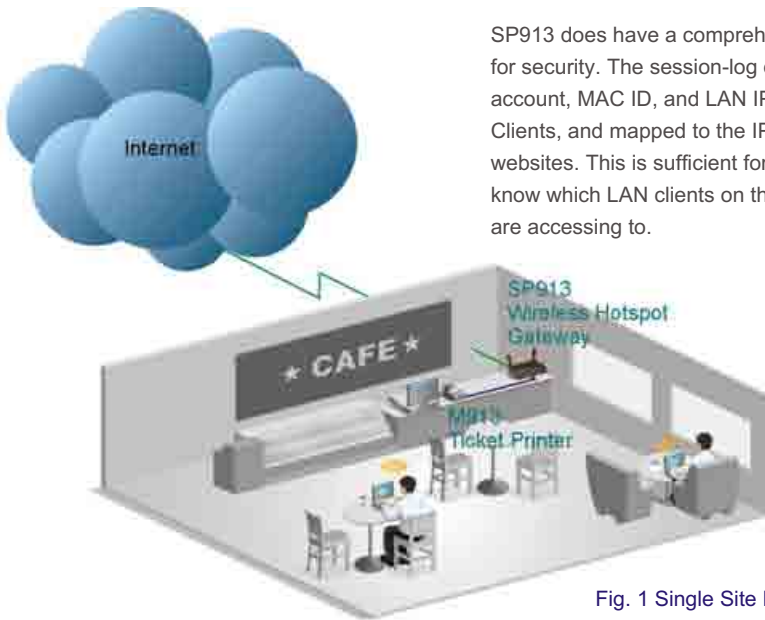 SP913 does have a compreh
for security. The session-log
account, MAC ID, and LAN IP
Clients, and mapped to the IP
websites. This is sufficient for
know which LAN clients on th
are accessing to.
Internet
SP913
Wireless Hotspot
Gateway
* CAFE *
M913
Ticket Printer
Fig. 1 Single Site